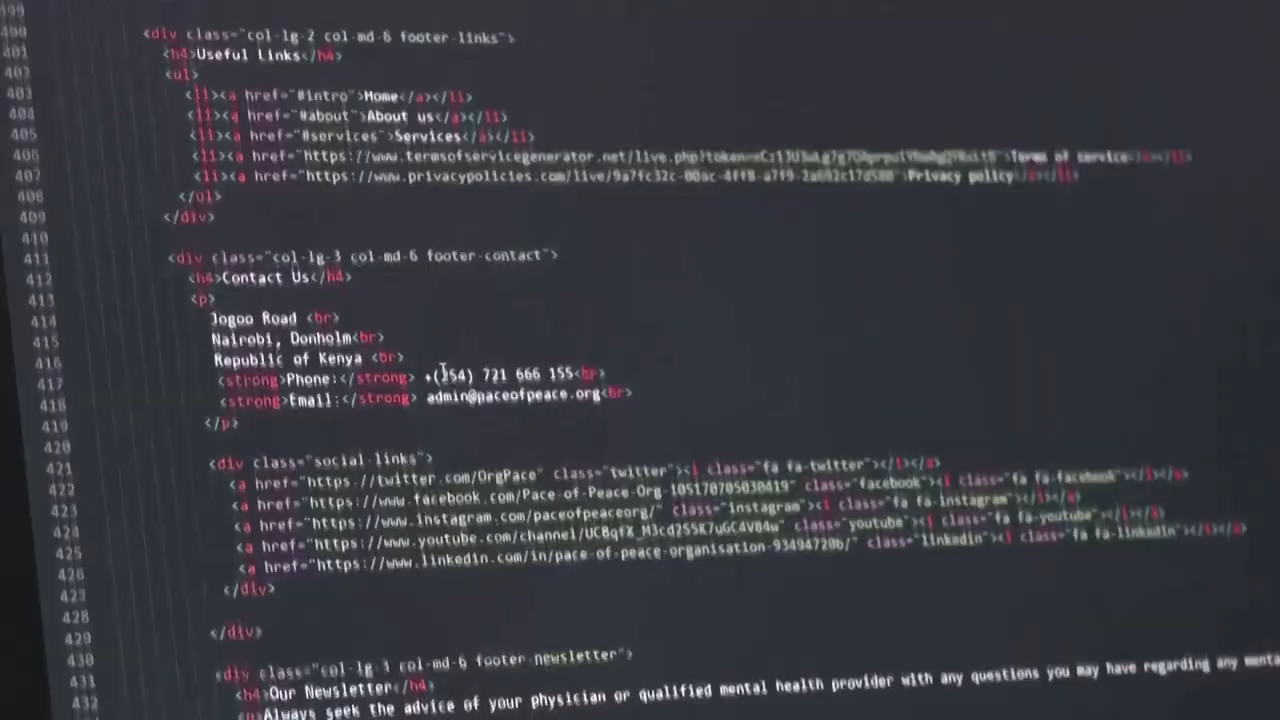 399
400 <div class="col-lg-2 col-md-6 footer-links">
401 <h4>Useful Links</h4>
402 <ul>
403 <li><a href="#intro">Home</a></li>
404 <li><a href="#about">About us</a></li>
405 <li><a href="#services">Services</a></li>
406 <li><a href="https://www.termsofservicegenerator.net/live.php?token= Terms of service </a></li>
407 <li><a href="https://www.privacypolicies.com/live/9a7fc32c-00ac-4ff8-a7f9- Privacy policy</a></li>
408 </ul>
409 </div>
410
411 <div class="col-lg-3 col-md-6 footer-contact">
412 <h4>Contact Us</h4>
413 <p>
414 Jogoo Road <br>
415 Nairobi, Donholm<br>
416 Republic of Kenya <br>
417 <strong>Phone:</strong> +(254) 721 666 155<br>
418 <strong>Email:</strong> admin@paceofpeace.org<br>
419 </p>
420
421 <div class="social-links">
422 <a href="https://twitter.com/OrgPace" class="twitter"><i class="fa fa-twitter"></i></a>
423 <a href="https://www.facebook.com/Pace-of-Peace-Org-105170705030419" class="facebook"><i class="fa fa-facebook"></i></a>
424 <a href="https://www.instagram.com/paceofpeaceorg/" class="instagram"><i class="fa fa-instagram"></i></a>
425 <a href="https://www.youtube.com/channel/ class="youtube"><i class="fa fa-youtube"></i></a>
426 <a href="https://www.linkedin.com/in/pace-of-peace-organisation-93494720b/" class="linkedin"><i class="fa fa-linkedin"></i></a>
427 </div>
428
429 </div>
430 <div class="col-lg-3 col-md-6 footer-newsletter">
431 <h4>Our Newsletter</h4>
432 <p>Always seek the advice of your physician or qualified mental health provider with any questions you may have regarding any